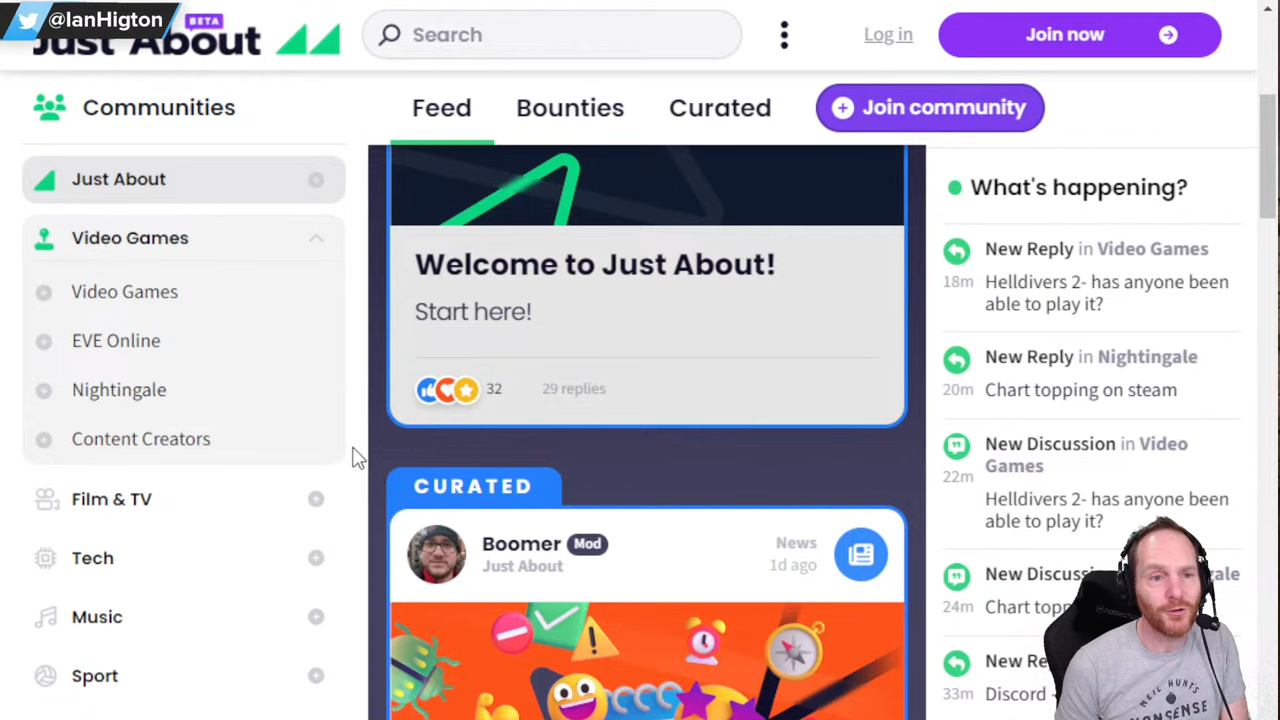 @IanHigton
BETA
Just About
Search
Log in
Join now
Communities
Feed
Bounties
Curated
Join community
Just About
Video Games
Video Games
EVE Online
Nightingale
Content Creators
Film & TV
Tech
Music
Sport
Welcome to Just About!
Start here!
32
29 replies
CURATED
Boomer Mod
Just About
News
1d ago
What's happening?
New Reply in Video Games
18m
Helldivers 2- has anyone been
able to play it?
New Reply in Nightingale
20m
Chart topping on steam
New Discussion in Video
Games
22m
Helldivers 2- has anyone been
able to play it?
24m
33m
Discord
NEIL HUNT'S
NONSENSE